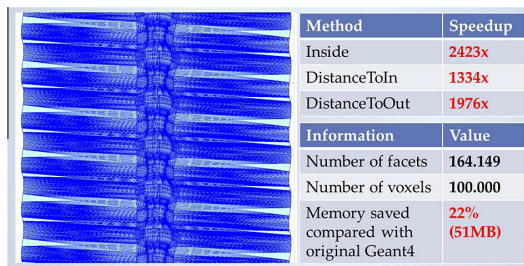 Method Speedup
Inside 2423x
DistanceToIn 1334x
DistanceToOut 1976x
Information Value
Number of facets 164.149
Number of voxels 100.000
Memory saved 22%
compared with (51MB)
original Geant4